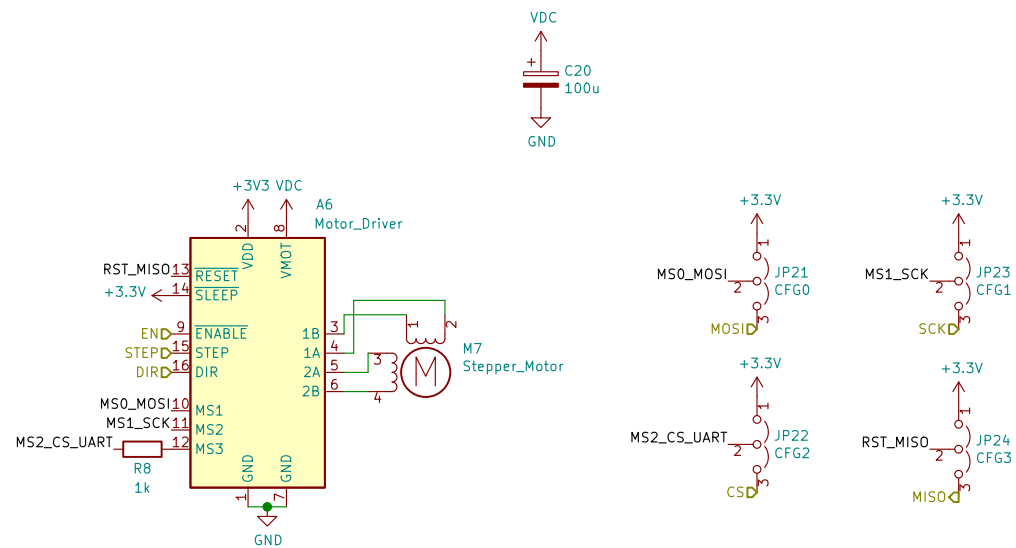 VDC
+
C20
100u
GND
+3V3 VDC
A6
Motor_Driver
2
8
VDD
VMOT
RST_MISO 13 RESET
+3.3V 14 SLEEP
EN 9 ENABLE
STEP 15 STEP
DIR 16 DIR
MS0_MOSI 10 MS1
MS1_SCK 11 MS2
MS2_CS_UART 12 MS3
R8
1k
1B 3
1A 4
2A 5
2B 6
1
2
3
4
M
M7
Stepper_Motor
GND
GND
1
7
GND
+3.3V
1
MS0_MOSI 2
JP21
CFG0
3
MOSI
+3.3V
1
MS1_SCK 2
JP23
CFG1
3
SCK
+3.3V
1
MS2_CS_UART 2
JP22
CFG2
3
CS
+3.3V
1
RST_MISO 2
JP24
CFG3
3
MISO